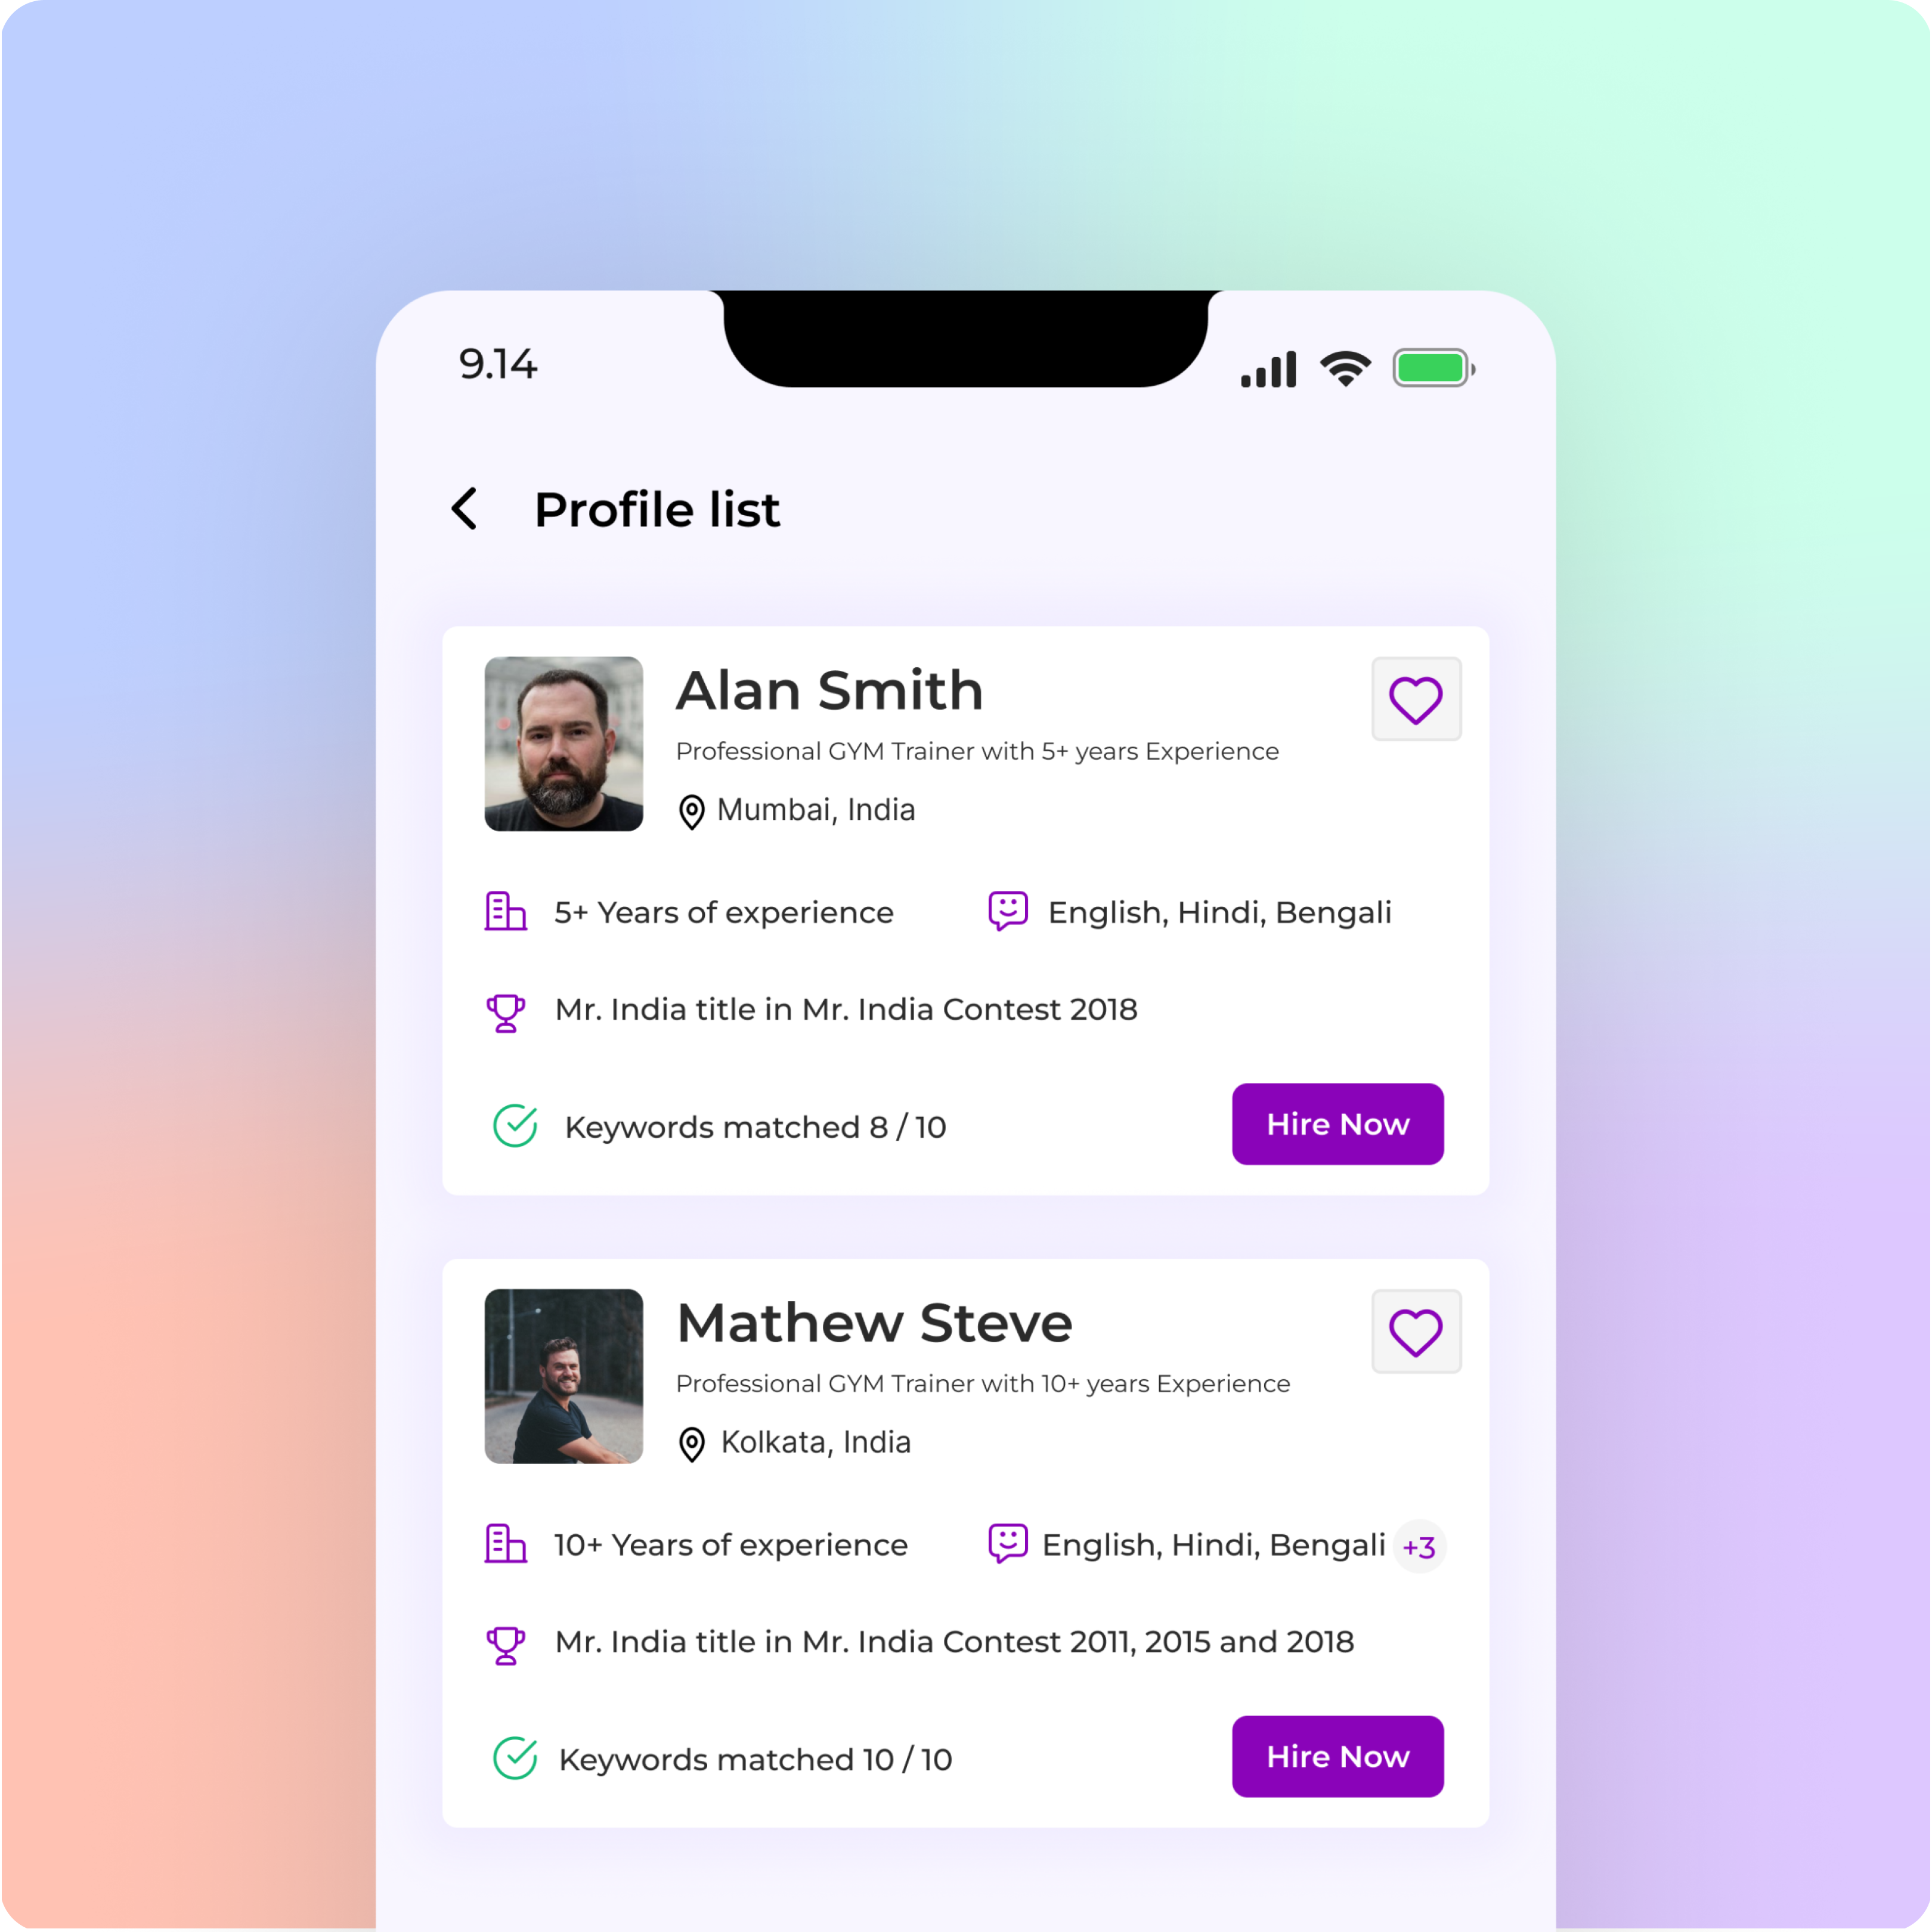 9.14
Profile list
Alan Smith
Professional GYM Trainer with 5+ years Experience
Mumbai, India
5+ Years of experience
English, Hindi, Bengali
Mr. India title in Mr. India Contest 2018
Keywords matched 8 / 10
Hire Now
Mathew Steve
Professional GYM Trainer with 10+ years Experience
Kolkata, India
10+ Years of experience
English, Hindi, Bengali +3
Mr. India title in Mr. India Contest 2011, 2015 and 2018
Keywords matched 10 / 10
Hire Now